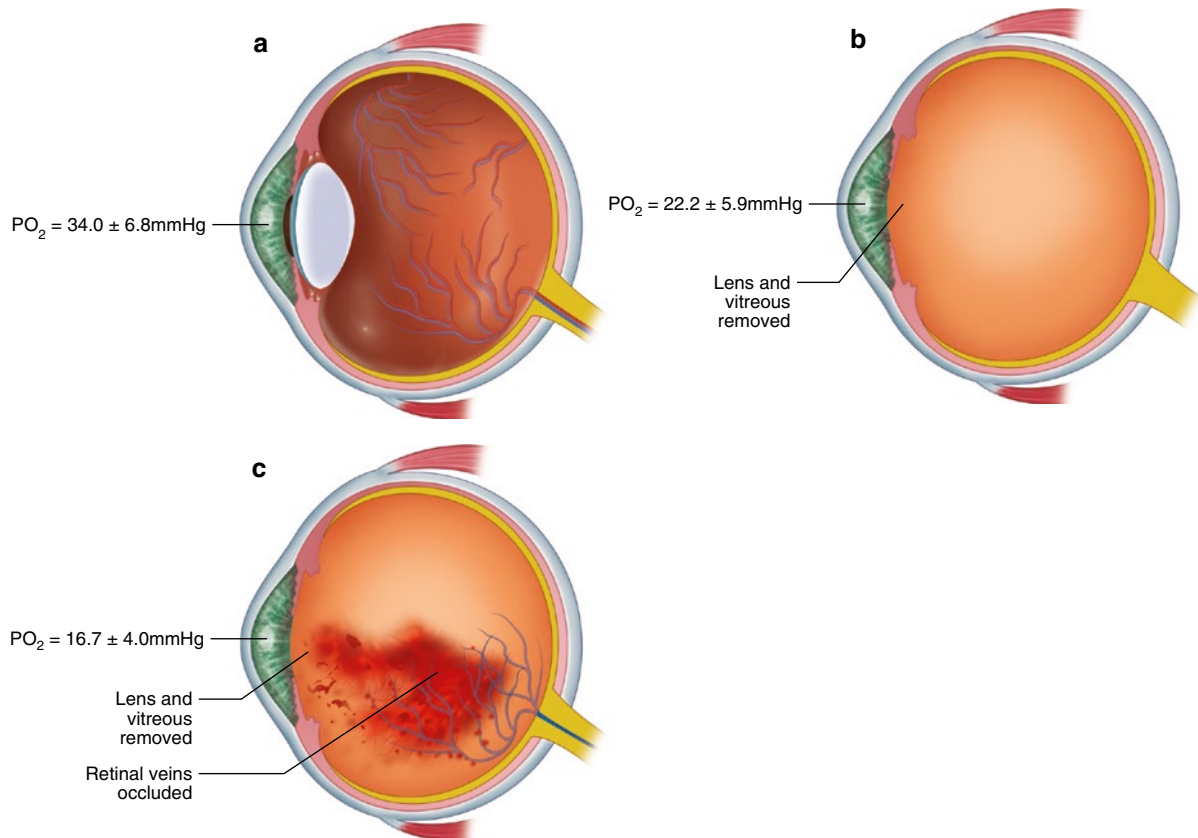 a
PO2 = 34.0 ± 6.8mmHg
b
PO2 = 22.2 ± 5.9mmHg
Lens and
vitreous
removed
c
PO2 = 16.7 ± 4.0mmHg
Lens and
vitreous
removed
Retinal veins
occluded